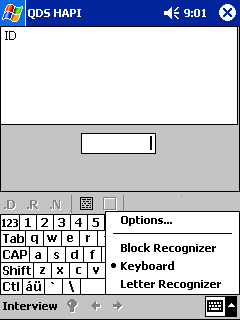 QDS HAPI 9:01
ID
.D .R .N
123 1 2 3 4 5
Options...
Tab q w e r
Block Recognizer
CAP a s d f
Keyboard
Shift z x c v
Letter Recognizer
Ctl áü ` \
Interview